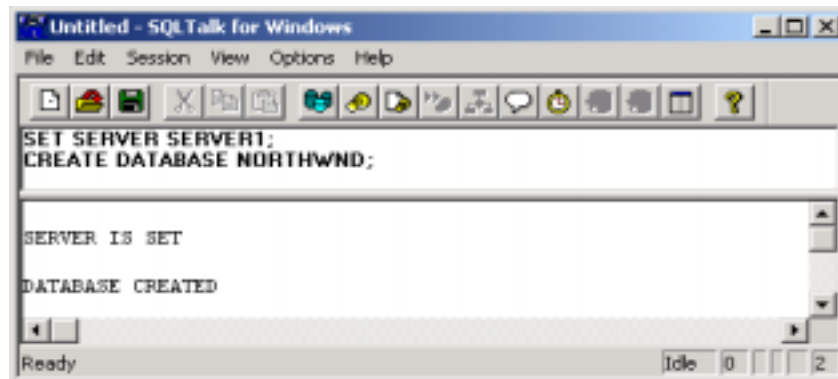 Untitled - SQLTalk for Windows
File Edit Session View Options Help
SET SERVER SERVER1;
CREATE DATABASE NORTHWND;
SERVER IS SET
DATABASE CREATED
Ready Idle 0 2